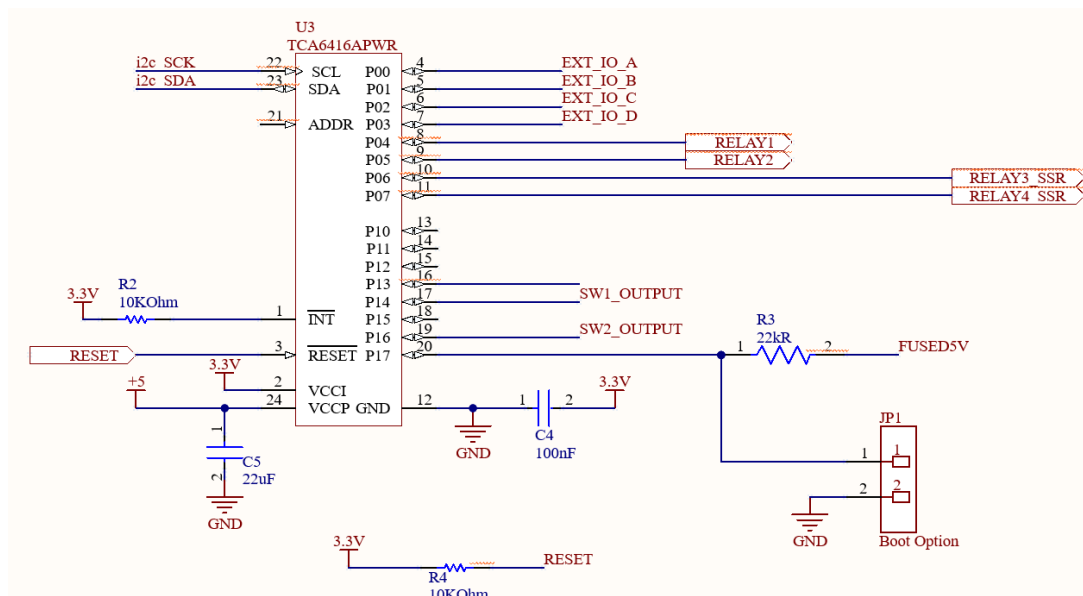 U3
TCA6416APWR
i2c_SCK 22 SCL P00 4 EXT_IO_A
i2c_SDA 23 SDA P01 5 EXT_IO_B
P02 6 EXT_IO_C
21 ADDR P03 7 EXT_IO_D
P04 8 RELAY1
P05 9 RELAY2
P06 10 RELAY3_SSR
P07 11 RELAY4_SSR
P10 13
P11 14
P12 15
P13 16
P14 17 SW1_OUTPUT
P15 18
P16 19 SW2_OUTPUT
P17 20
3.3V R2
10KOhm
1 INT
RESET 3 RESET
3.3V 2 VCCI
+5 24 VCCP GND 12
1 C5
2 22uF
GND
GND
1 2 3.3V
C4
100nF
R3
1 22kR 2 FUSED5V
JP1
1 1
2 2
GND Boot Option
3.3V RESET
R4
10KOhm